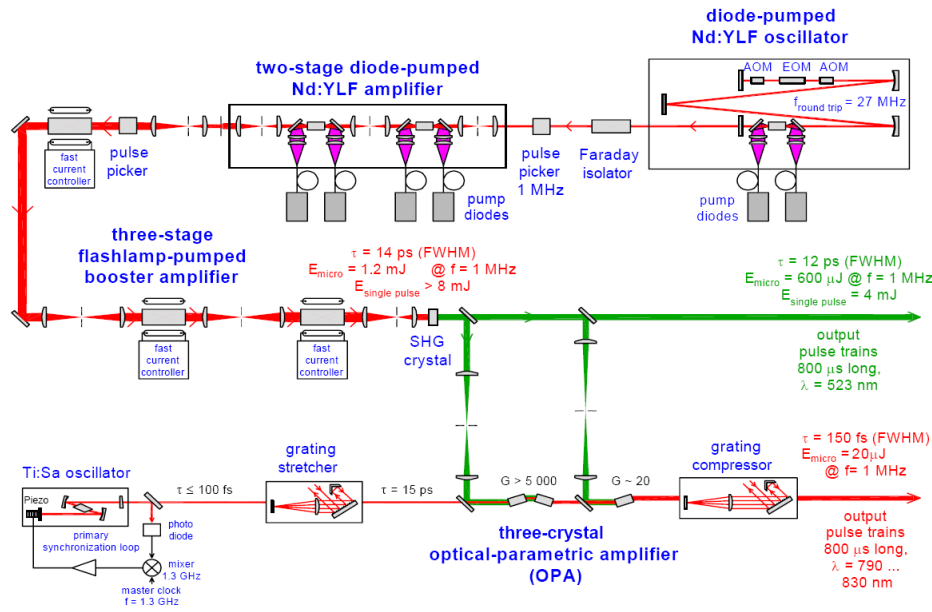 diode-pumped
Nd:YLF oscillator
AOM EOM AOM
f round trip = 27 MHz
two-stage diode-pumped
Nd:YLF amplifier
fast
current
controller
pulse
picker
pump
diodes
pulse
picker
1 MHz
Faraday
isolator
pump
diodes
three-stage
flashlamp-pumped
booster amplifier
τ = 14 ps (FWHM)
E micro = 1.2 mJ @ f = 1 MHz
E single pulse > 8 mJ
τ = 12 ps (FWHM)
E micro = 600 µJ @ f = 1 MHz
E single pulse = 4 mJ
fast
current
controller
fast
current
controller
SHG
crystal
output
pulse trains
800 µs long,
λ = 523 nm
Ti:Sa oscillator
Piezo
primary
synchronization loop
τ ≤ 100 fs
photo
diode
mixer
1.3 GHz
master clock
f = 1.3 GHz
grating
stretcher
τ = 15 ps
G > 5 000
G ~ 20
three-crystal
optical-parametric amplifier
(OPA)
grating
compressor
τ = 150 fs (FWHM)
E micro = 20µJ
@ f= 1 MHz
output
pulse trains
800 µs long,
λ = 790 ...
830 nm